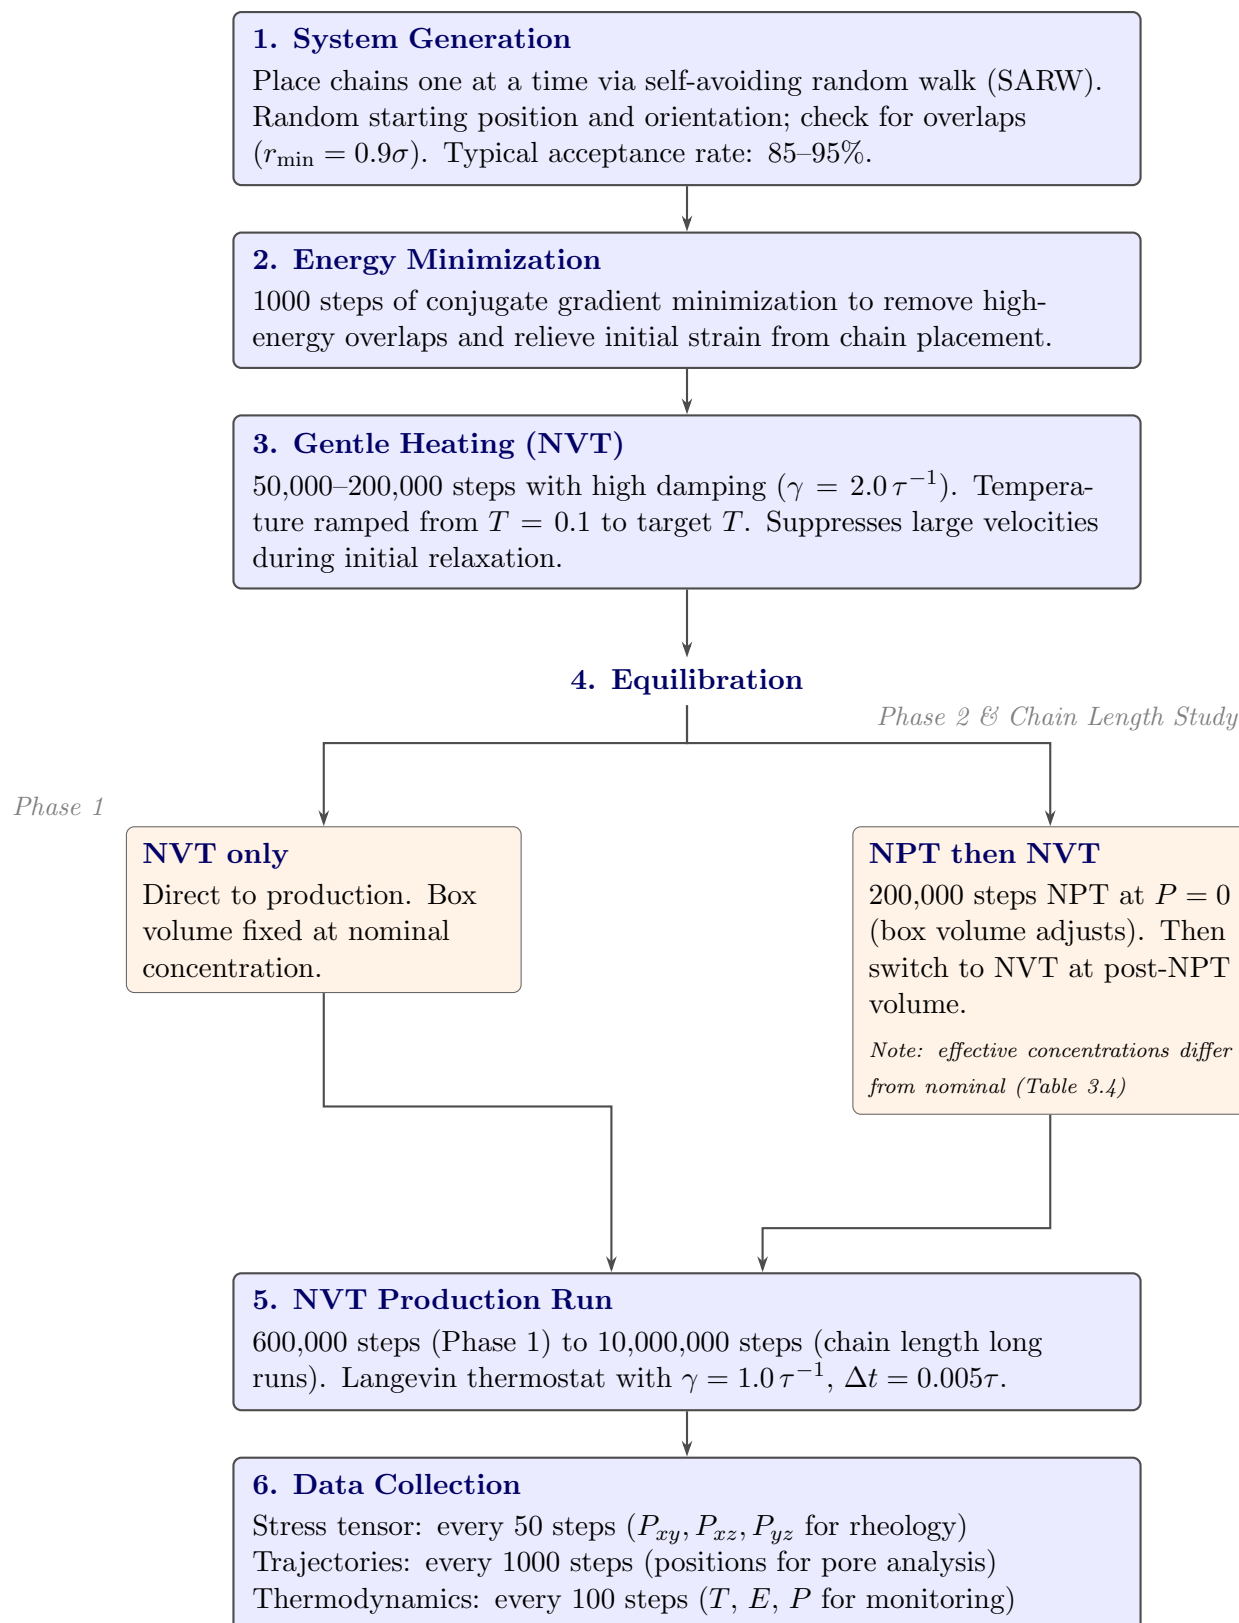 1. System Generation
Place chains one at a time via self-avoiding random walk (SARW).
Random starting position and orientation; check for overlaps
(r_min = 0.9σ). Typical acceptance rate: 85–95%.
2. Energy Minimization
1000 steps of conjugate gradient minimization to remove high-
energy overlaps and relieve initial strain from chain placement.
3. Gentle Heating (NVT)
50,000–200,000 steps with high damping (γ = 2.0 τ⁻¹). Tempera-
ture ramped from T = 0.1 to target T. Suppresses large velocities
during initial relaxation.
4. Equilibration
Phase 2 & Chain Length Study
Phase 1
NVT only
Direct to production. Box
volume fixed at nominal
concentration.
NPT then NVT
200,000 steps NPT at P = 0
(box volume adjusts). Then
switch to NVT at post-NPT
volume.
Note: effective concentrations differ
from nominal (Table 3.4)
5. NVT Production Run
600,000 steps (Phase 1) to 10,000,000 steps (chain length long
runs). Langevin thermostat with γ = 1.0 τ⁻¹, Δt = 0.005τ.
6. Data Collection
Stress tensor: every 50 steps (P_xy, P_xz, P_yz for rheology)
Trajectories: every 1000 steps (positions for pore analysis)
Thermodynamics: every 100 steps (T, E, P for monitoring)